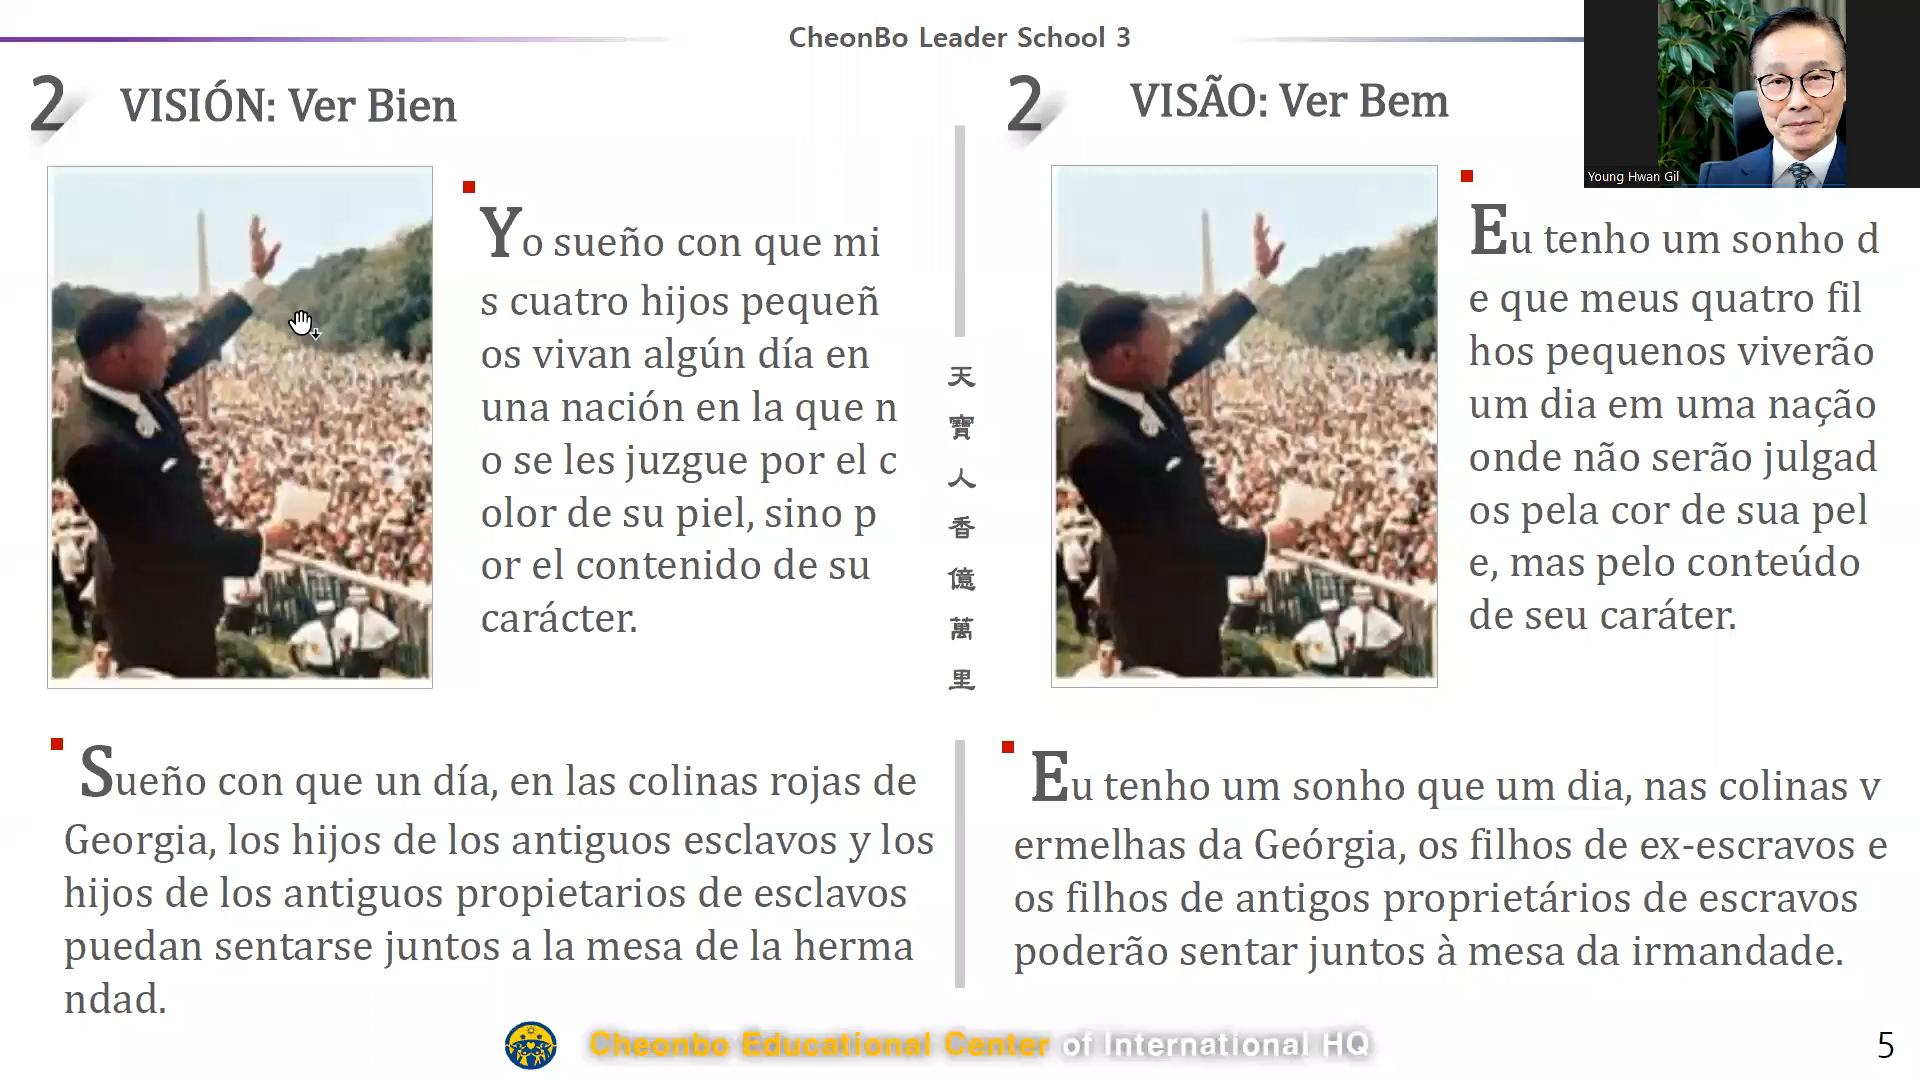 CheonBo Leader School 3
2 VISIÓN: Ver Bien
Yo sueño con que mi
s cuatro hijos pequeñ
os vivan algún día en
una nación en la que n
o se les juzgue por el c
olor de su piel, sino p
or el contenido de su
carácter.
Sueño con que un día, en las colinas rojas de
Georgia, los hijos de los antiguos esclavos y los
hijos de los antiguos propietarios de esclavos
puedan sentarse juntos a la mesa de la herma
ndad.
天
寶
人
香
億
萬
里
2 VISÃO: Ver Bem
Eu tenho um sonho d
e que meus quatro fil
hos pequenos viverão
um dia em uma nação
onde não serão julgad
os pela cor de sua pel
e, mas pelo conteúdo
de seu caráter.
Eu tenho um sonho que um dia, nas colinas v
ermelhas da Geórgia, os filhos de ex-escravos e
os filhos de antigos proprietários de escravos
poderão sentar juntos à mesa da irmandade.
Young Hwan Gil
Cheonbo Educational Center of International HQ
5